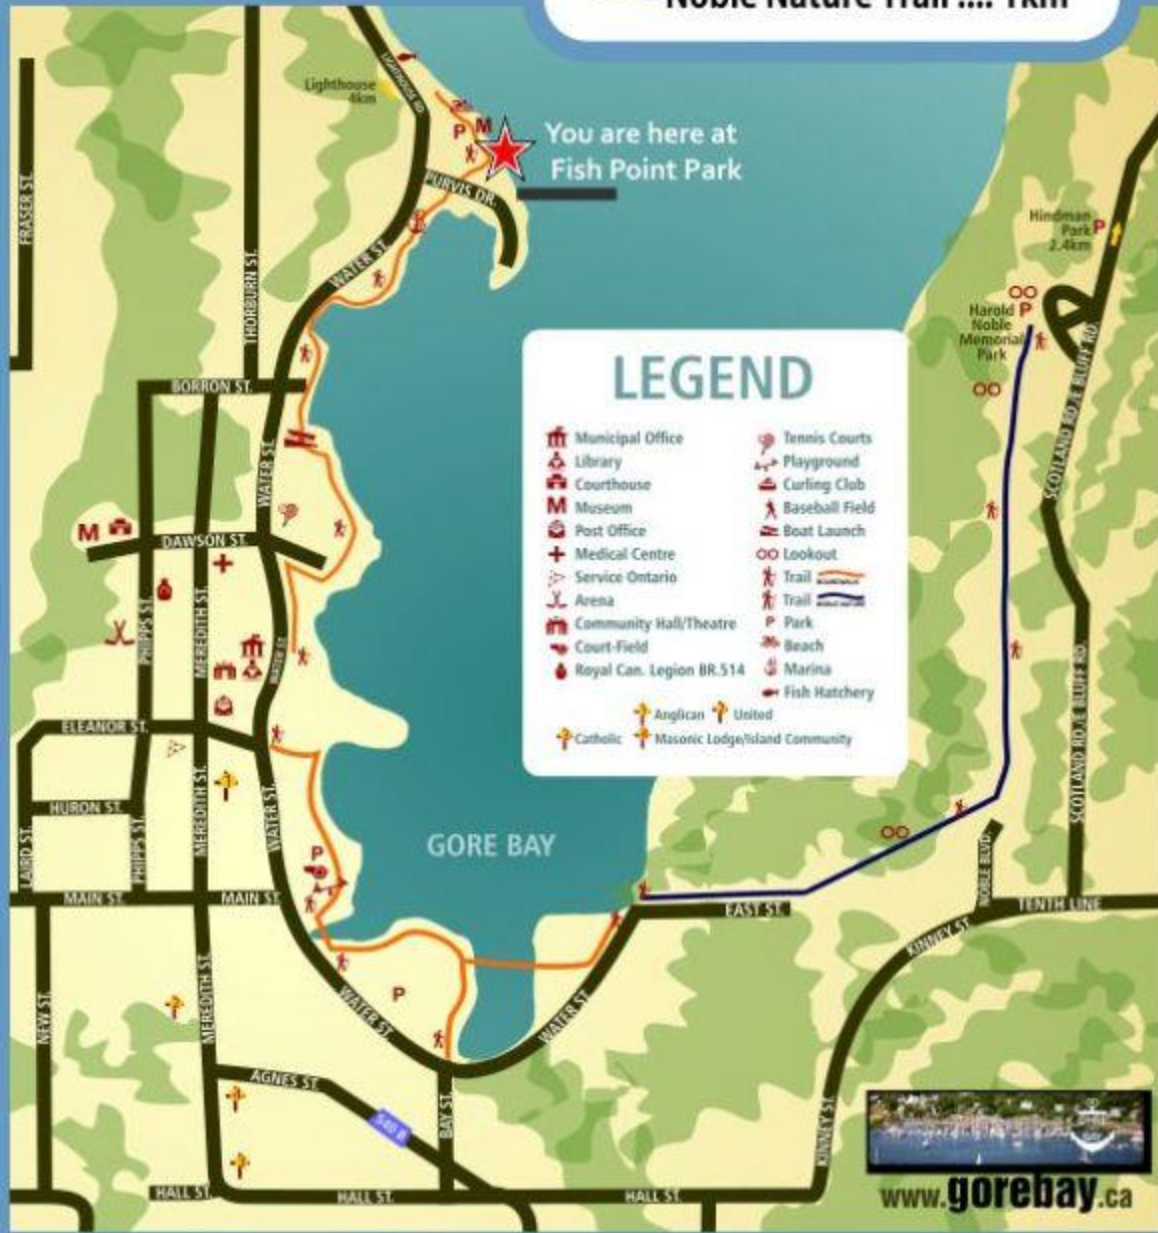 Noble Nature Trail .... 1km
LIGHTHOUSE RD.
Lighthouse
4km
P M
You are here at
Fish Point Park
PURVIS DR.
FRASER ST.
THORBURN ST.
WATER ST.
Hindman
Park P
2.4km
Harold P
Noble
Memorial
Park
SCOTLAND RD./E BLUFF RD.
BORRON ST.
WATER ST.
LEGEND
Municipal Office
Library
Courthouse
M Museum
Post Office
Medical Centre
Service Ontario
Arena
Community Hall/Theatre
Court-Field
Royal Can. Legion BR.514
Tennis Courts
Playground
Curling Club
Baseball Field
Boat Launch
Lookout
Trail
Trail
P Park
Beach
Marina
Fish Hatchery
Anglican United
Catholic Masonic Lodge/Island Community
M
DAWSON ST.
PHIPPS ST.
MEREDITH ST.
WATER ST.
ELEANOR ST.
HURON ST.
LAIRD ST.
PHIPPS ST.
MEREDITH ST.
WATER ST.
SCOTLAND RD./E BLUFF RD.
GORE BAY
P
MAIN ST.
MAIN ST.
EAST ST.
NOBLE BLVD.
TENTH LINE
KINNEY ST.
NEW ST.
MEREDITH ST.
WATER ST.
P
WATER ST.
AGNES ST.
540 B
BAY ST.
KINNEY ST.
HALL ST.
HALL ST.
HALL ST.
www.gorebay.ca